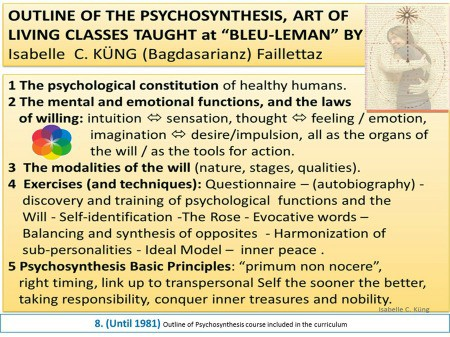 OUTLINE OF THE PSYCHOSYNTHESIS, ART OF
LIVING CLASSES TAUGHT at “BLEU-LEMAN” BY
Isabelle C. KÜNG (Bagdasarianz) Faillettaz
1 The psychological constitution of healthy humans.
2 The mental and emotional functions, and the laws
of willing: intuition ⬄ sensation, thought ⬄ feeling / emotion,
imagination ⬄ desire/impulsion, all as the organs of
the will / as the tools for action.
3 The modalities of the will (nature, stages, qualities).
4 Exercises (and techniques): Questionnaire – (autobiography) -
discovery and training of psychological functions and the
Will - Self-identification -The Rose - Evocative words –
Balancing and synthesis of opposites - Harmonization of
sub-personalities - Ideal Model – inner peace .
5 Psychosynthesis Basic Principles: “primum non nocere”,
right timing, link up to transpersonal Self the sooner the better,
taking responsibility, conquer inner treasures and nobility.
Isabelle C. Küng
8. (Until 1981) Outline of Psychosynthesis course included in the curriculum